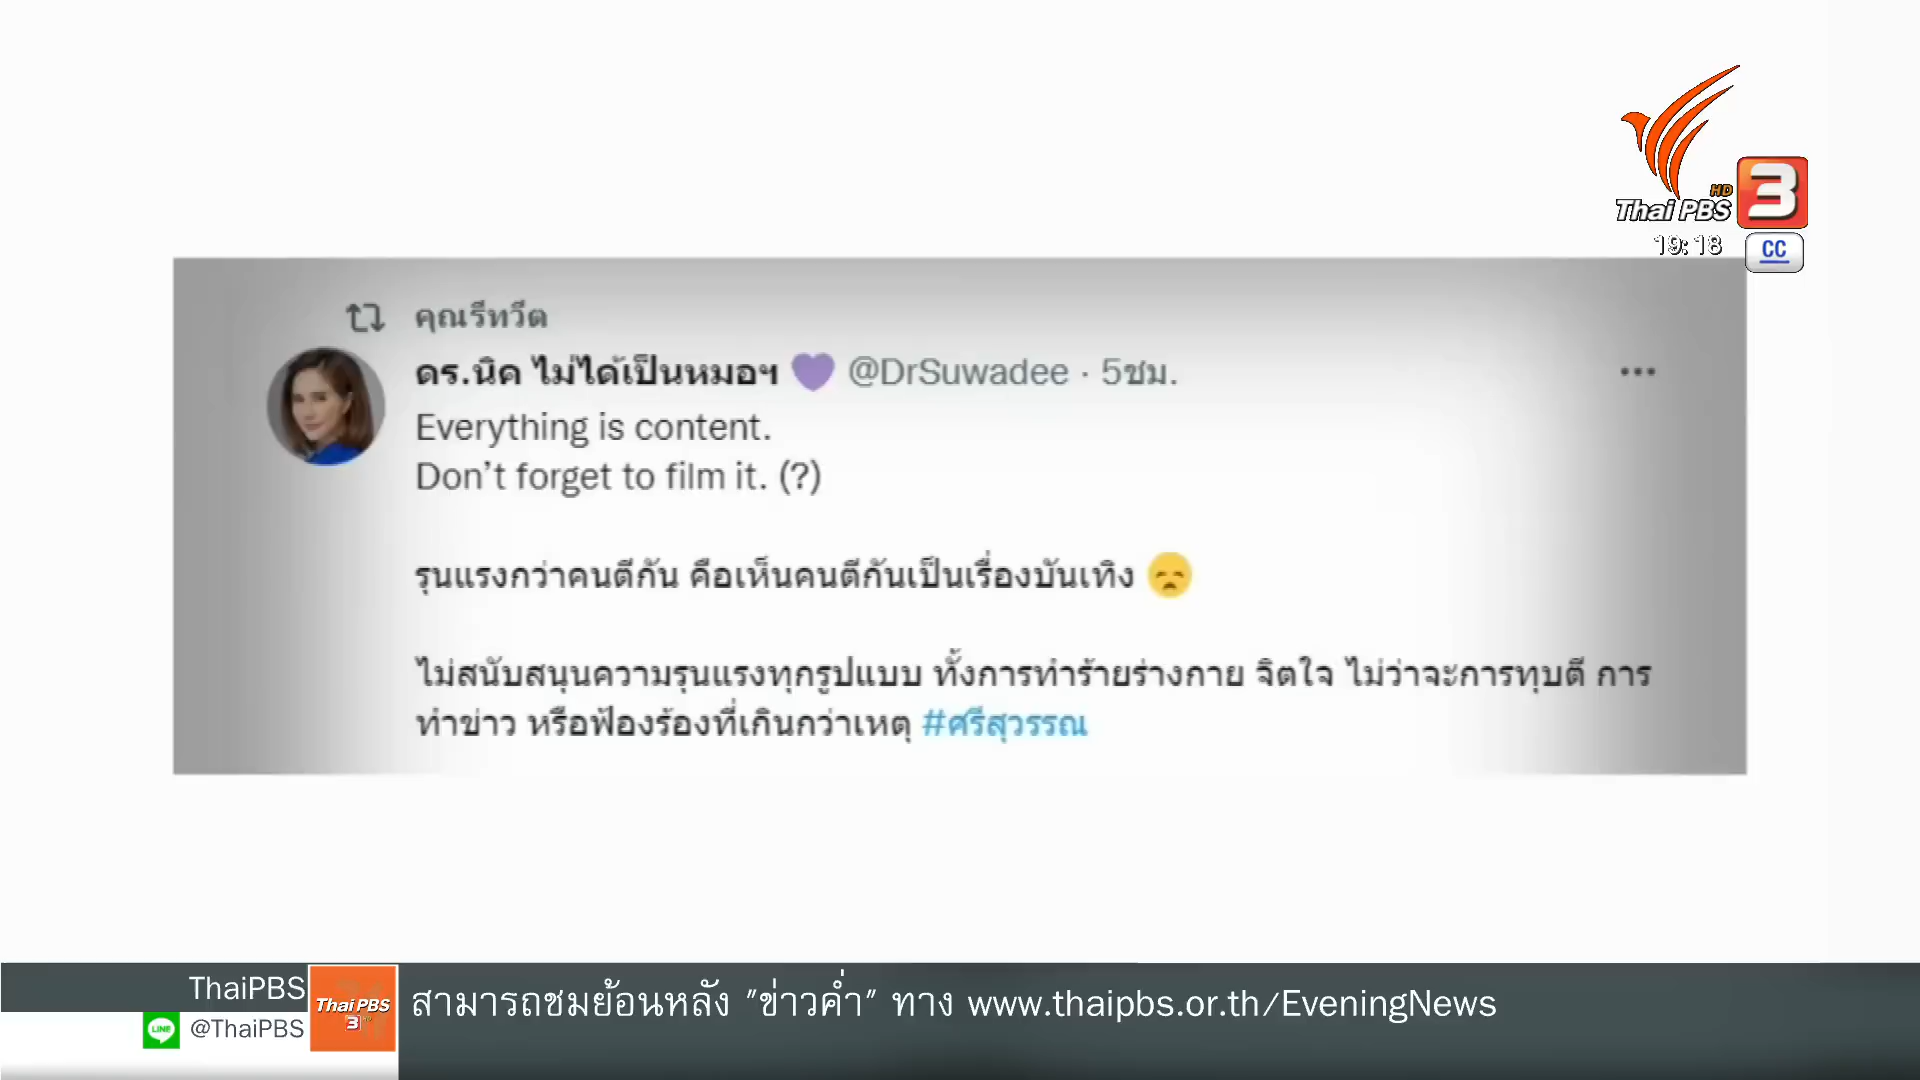 Thai PBS HD 3
19:18
CC
คุณรีทวีต
ดร.นิค ไม่ได้เป็นหมอฯ 💜 @DrSuwadee · 5ชม.
Everything is content.
Don't forget to film it. (?)
รุนแรงกว่าคนตีกัน คือเห็นคนตีกันเป็นเรื่องบันเทิง 😞
ไม่สนับสนุนความรุนแรงทุกรูปแบบ ทั้งการทำร้ายร่างกาย จิตใจ ไม่ว่าจะการทุบตี การ
ทำข่าว หรือฟ้องร้องที่เกินกว่าเหตุ #ศรีสุวรรณ
ThaiPBS
LINE @ThaiPBS
Thai PBS 3
สามารถชมย้อนหลัง "ข่าวค่ำ" ทาง www.thaipbs.or.th/EveningNews